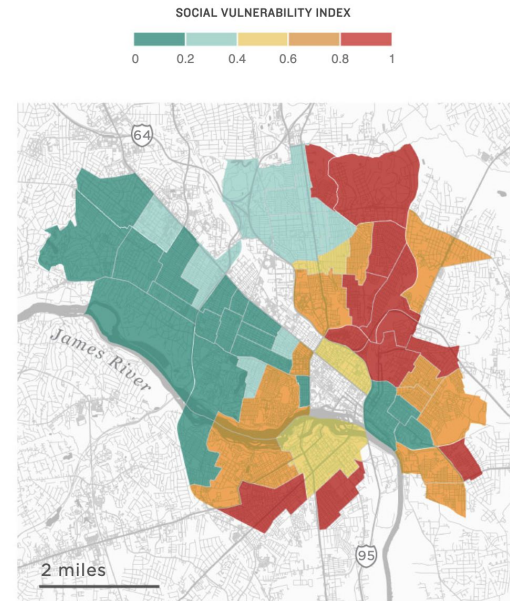 SOCIAL VULNERABILITY INDEX
0 0.2 0.4 0.6 0.8 1
64
James River
95
2 miles